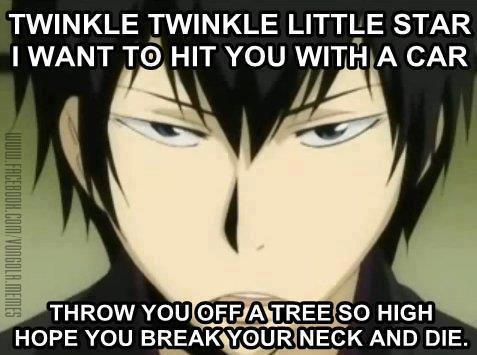 TWINKLE TWINKLE LITTLE STAR
I WANT TO HIT YOU WITH A CAR
WWW.FACEBOOK.COM/VONGOLA.MEMES
THROW YOU OFF A TREE SO HIGH
HOPE YOU BREAK YOUR NECK AND DIE.